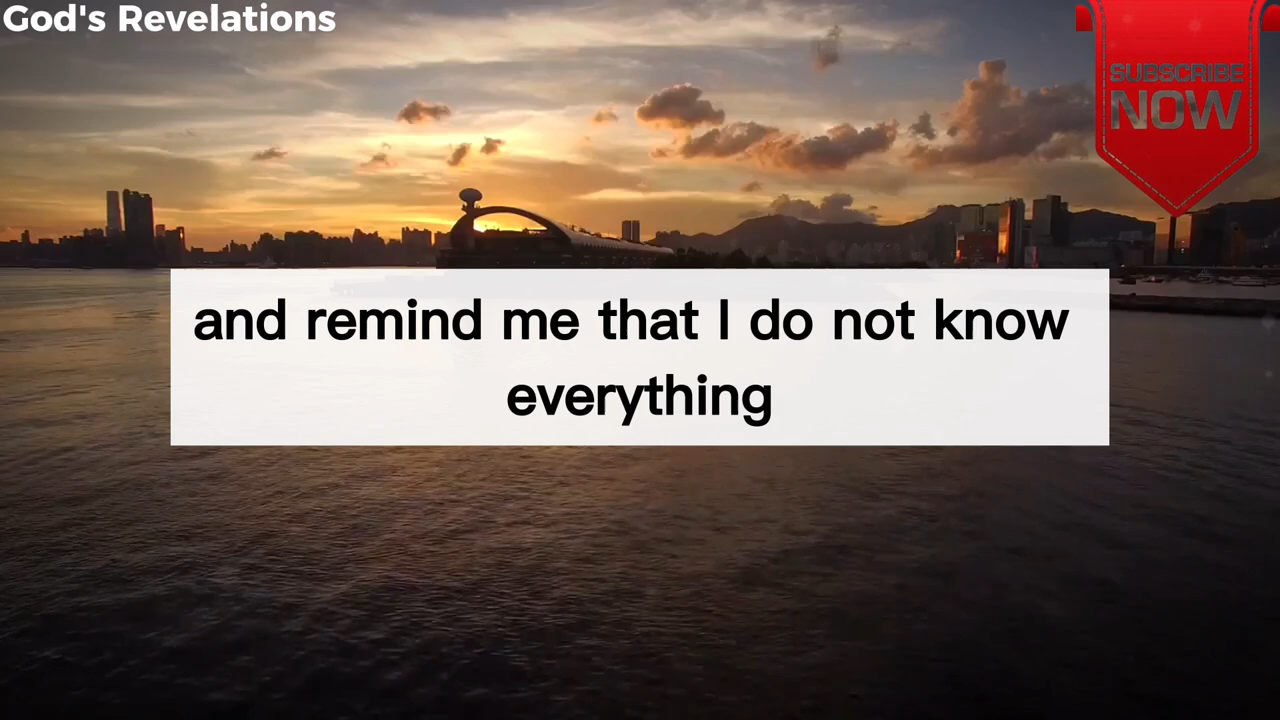 God's Revelations
SUBSCRIBE
NOW
and remind me that I do not know
everything